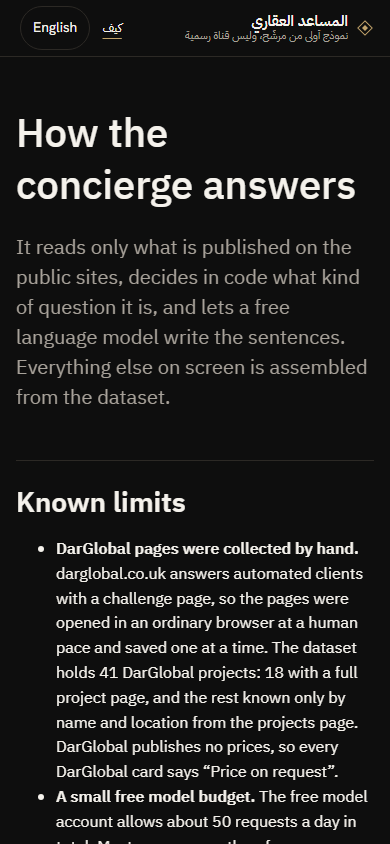 English
كيف
المساعد العقاري
نموذج أولي من مرشّح، وليس قناة رسمية
How the
concierge answers
It reads only what is published on the
public sites, decides in code what kind
of question it is, and lets a free
language model write the sentences.
Everything else on screen is assembled
from the dataset.
Known limits
DarGlobal pages were collected by hand.
darglobal.co.uk answers automated clients
with a challenge page, so the pages were
opened in an ordinary browser at a human
pace and saved one at a time. The dataset
holds 41 DarGlobal projects: 18 with a full
project page, and the rest known only by
name and location from the projects page.
DarGlobal publishes no prices, so every
DarGlobal card says “Price on request”.
A small free model budget. The free model
account allows about 50 requests a day in